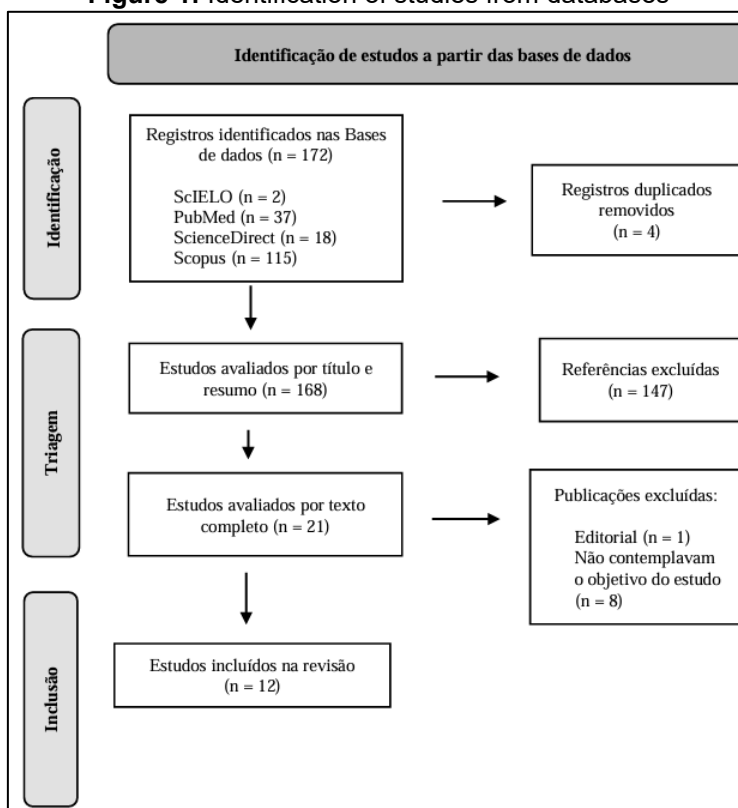 Figure 1. Identification of studies from databases
Identificação de estudos a partir das bases de dados
Identificação
Registros identificados nas Bases
de dados (n = 172)
ScIELO (n = 2)
PubMed (n = 37)
ScienceDirect (n = 18)
Scopus (n = 115)
Registros duplicados
removidos
(n = 4)
Triagem
Estudos avaliados por título e
resumo (n = 168)
Referências excluídas
(n = 147)
Estudos avaliados por texto
completo (n = 21)
Publicações excluídas:
Editorial (n = 1)
Não contemplavam
o objetivo do estudo
(n = 8)
Inclusão
Estudos incluídos na revisão
(n = 12)